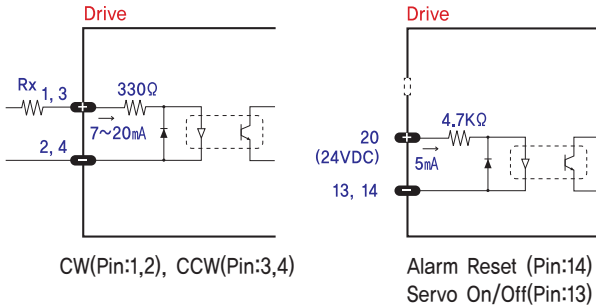 Drive
Rx
1, 3
330Ω
7~20mA
2, 4
CW(Pin:1,2), CCW(Pin:3,4)
Drive
4.7KΩ
20
(24VDC)
5mA
13, 14
Alarm Reset (Pin:14)
Servo On/Off(Pin:13)